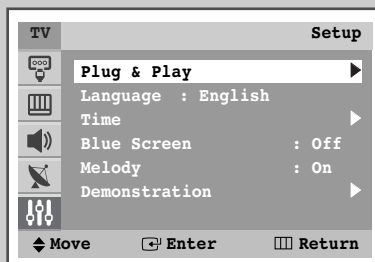 TV Setup
Plug & Play
Language : English
Time
Blue Screen : Off
Melody : On
Demonstration
Move Enter Return